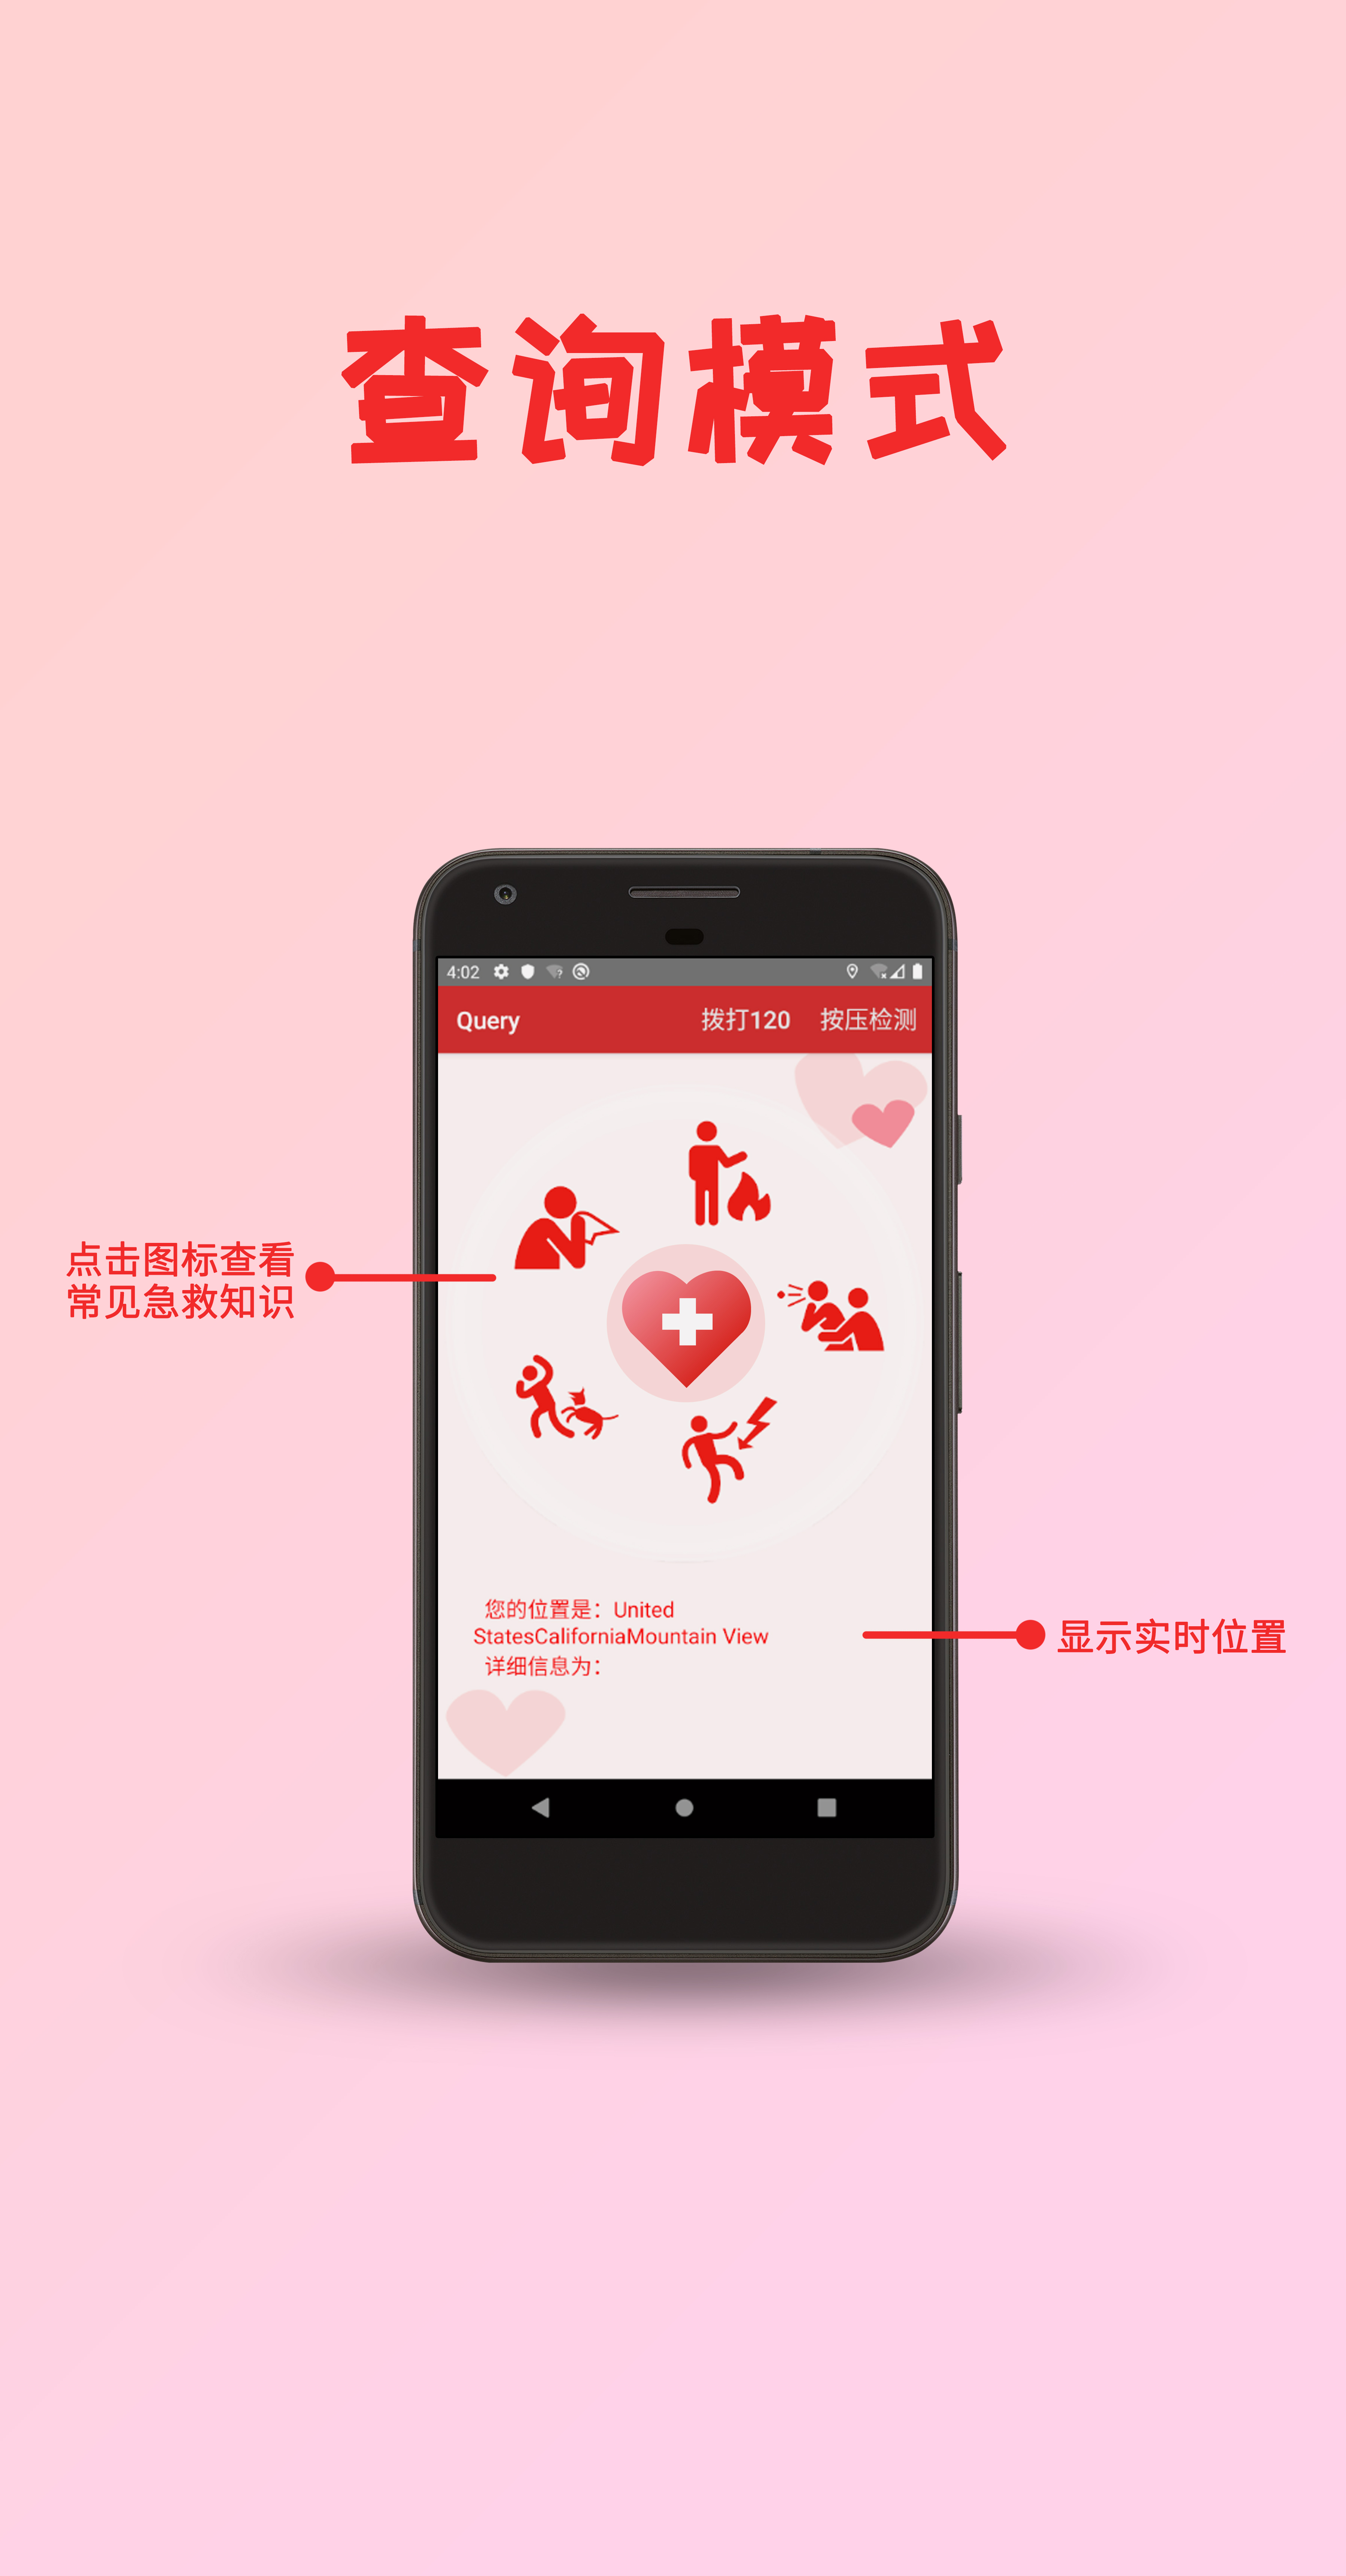 查询模式
4:02
Query 拨打120 按压检测
点击图标查看
常见急救知识
您的位置是：United
StatesCaliforniaMountain View
详细信息为：
显示实时位置